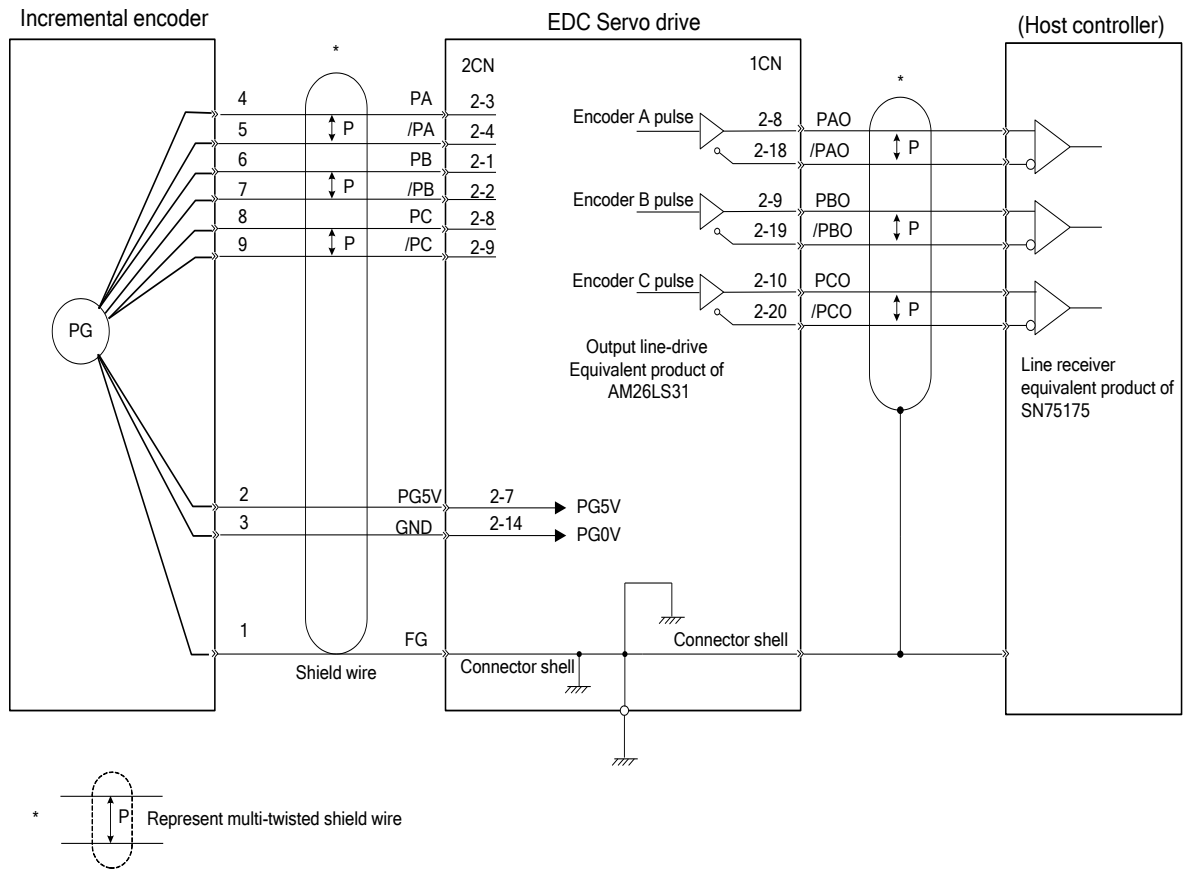 Incremental encoder
EDC Servo drive
(Host controller)
*
2CN
1CN
*
4 PA 2-3
P
5 /PA 2-4
6 PB 2-1
P
7 /PB 2-2
8 PC 2-8
P
9 /PC 2-9
Encoder A pulse 2-8 PAO
P
2-18 /PAO
Encoder B pulse 2-9 PBO
P
2-19 /PBO
Encoder C pulse 2-10 PCO
P
2-20 /PCO
PG
Output line-drive
Equivalent product of
AM26LS31
Line receiver
equivalent product of
SN75175
2 PG5V 2-7 PG5V
3 GND 2-14 PG0V
1 FG
Connector shell
Connector shell
Shield wire
* P Represent multi-twisted shield wire